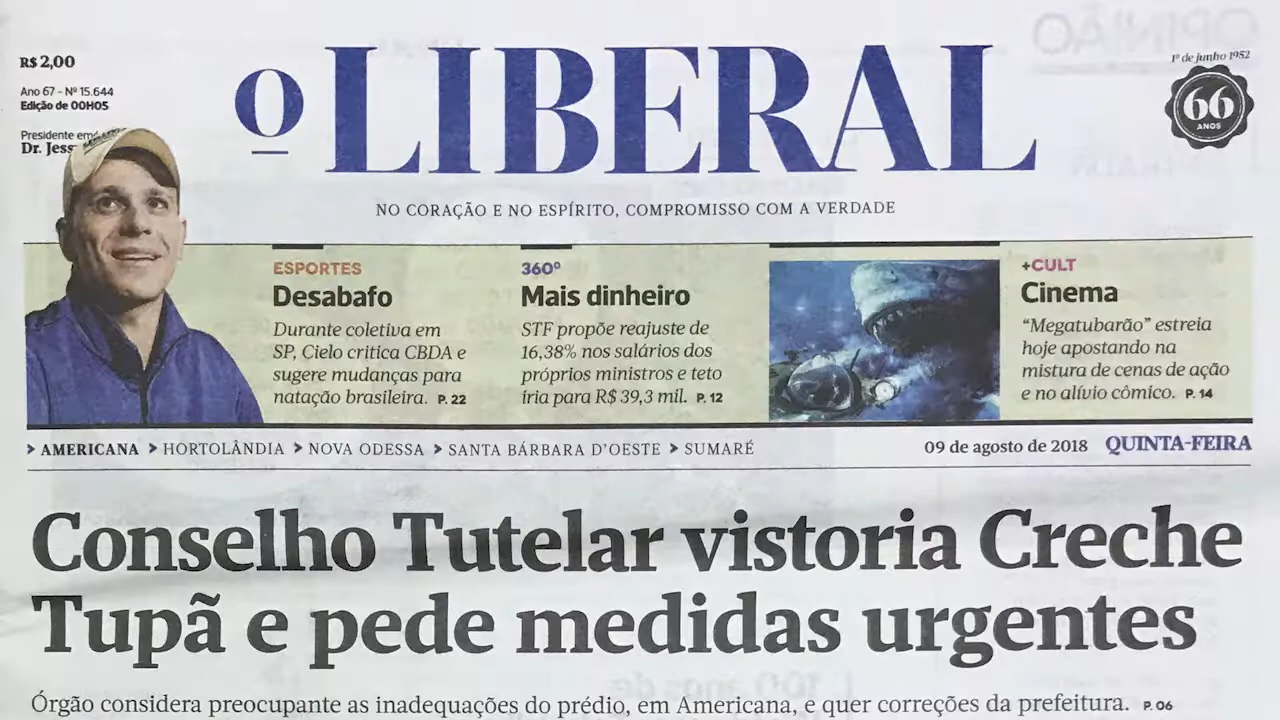 R$ 2,00
Ano 67 - Nº 15.644
Edição de 00H05
Presidente
Dr.
O LIBERAL
1º de junho 1952
66
ANOS
NO CORAÇÃO E NO ESPÍRITO, COMPROMISSO COM A VERDADE
ESPORTES
Desabafo
Durante coletiva em
SP, Cielo critica CBDA e
sugere mudanças para
natação brasileira. P. 22
360º
Mais dinheiro
STF propõe reajuste de
16,38% nos salários dos
próprios ministros e teto
iria para R$ 39,3 mil. P. 12
+CULT
Cinema
“Megatubarão” estreia
hoje apostando na
mistura de cenas de ação
e no alívio cômico. P. 14
> AMERICANA > HORTOLÂNDIA > NOVA ODESSA > SANTA BÁRBARA D’OESTE > SUMARÉ
09 de agosto de 2018 QUINTA-FEIRA
Conselho Tutelar vistoria Creche
Tupã e pede medidas urgentes
Órgão considera preocupante as inadequações do prédio, em Americana, e quer correções da prefeitura. P. 06